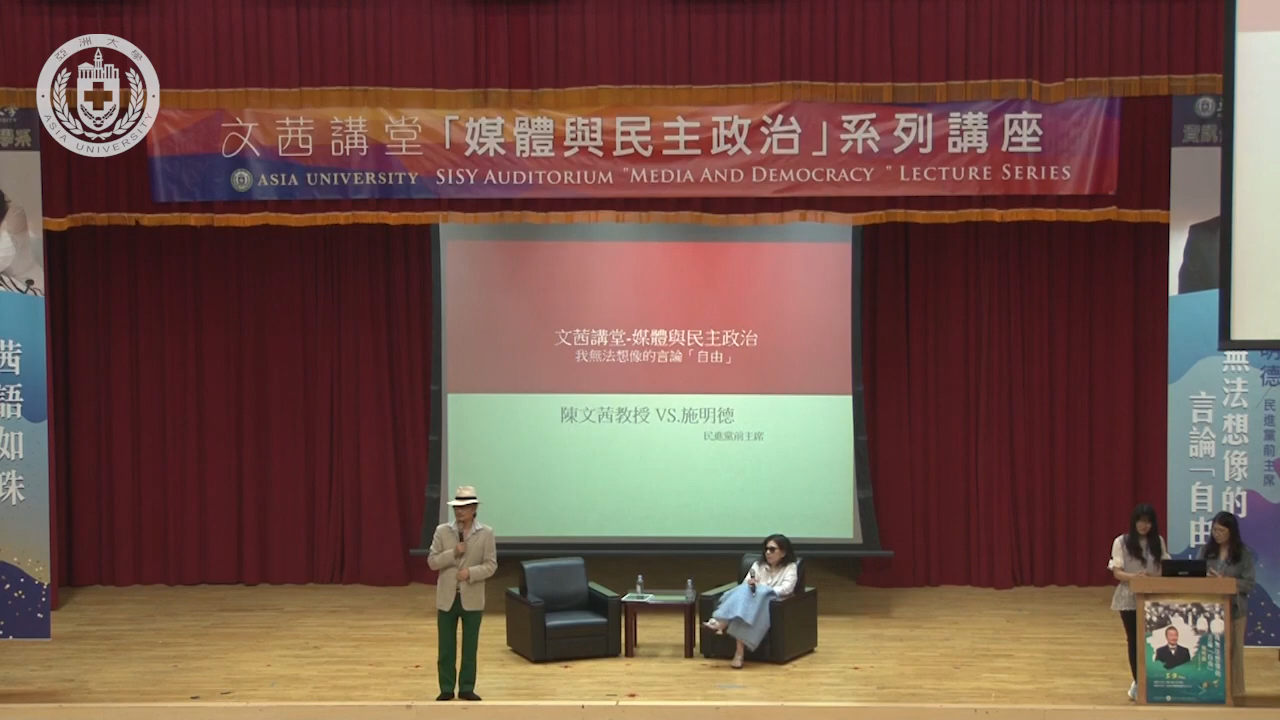 亞洲大學
ASIA UNIVERSITY
文茜講堂「媒體與民主政治」系列講座
ASIA UNIVERSITY SISY AUDITORIUM "MEDIA AND DEMOCRACY " LECTURE SERIES
文茜講堂-媒體與民主政治
我無法想像的言論「自由」
陳文茜教授 VS.施明德
民進黨前主席
茜語如珠
明德
民進黨前主席
無法想像的
言論「自由